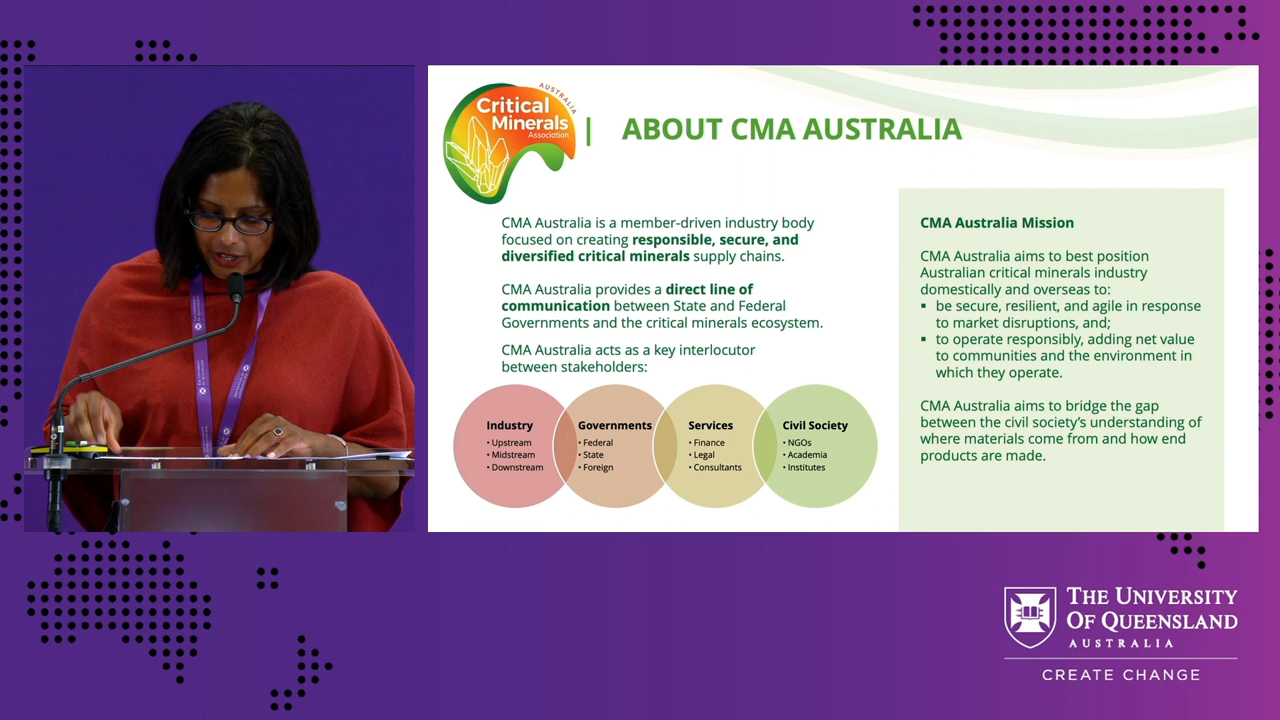 AUSTRALIA
Critical
Minerals
Association
ABOUT CMA AUSTRALIA
CMA Australia is a member-driven industry body
focused on creating responsible, secure, and
diversified critical minerals supply chains.
CMA Australia provides a direct line of
communication between State and Federal
Governments and the critical minerals ecosystem.
CMA Australia acts as a key interlocutor
between stakeholders:
Industry
• Upstream
• Midstream
• Downstream
Governments
• Federal
• State
• Foreign
Services
• Finance
• Legal
• Consultants
Civil Society
• NGOs
• Academia
• Institutes
CMA Australia Mission
CMA Australia aims to best position
Australian critical minerals industry
domestically and overseas to:
▪ be secure, resilient, and agile in response
to market disruptions, and;
▪ to operate responsibly, adding net value
to communities and the environment in
which they operate.
CMA Australia aims to bridge the gap
between the civil society's understanding of
where materials come from and how end
products are made.
THE UNIVERSITY
OF QUEENSLAND
AUSTRALIA
CREATE CHANGE